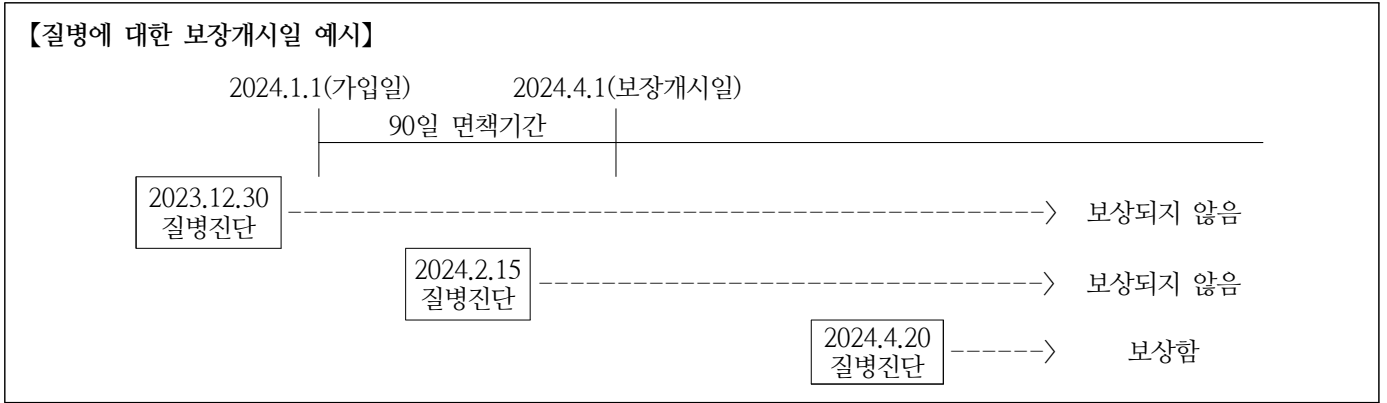 【질병에 대한 보장개시일 예시】
2024.1.1(가입일) 2024.4.1(보장개시일)
90일 면책기간
2023.12.30
질병진단
보상되지 않음
2024.2.15
질병진단
보상되지 않음
2024.4.20
질병진단
보상함